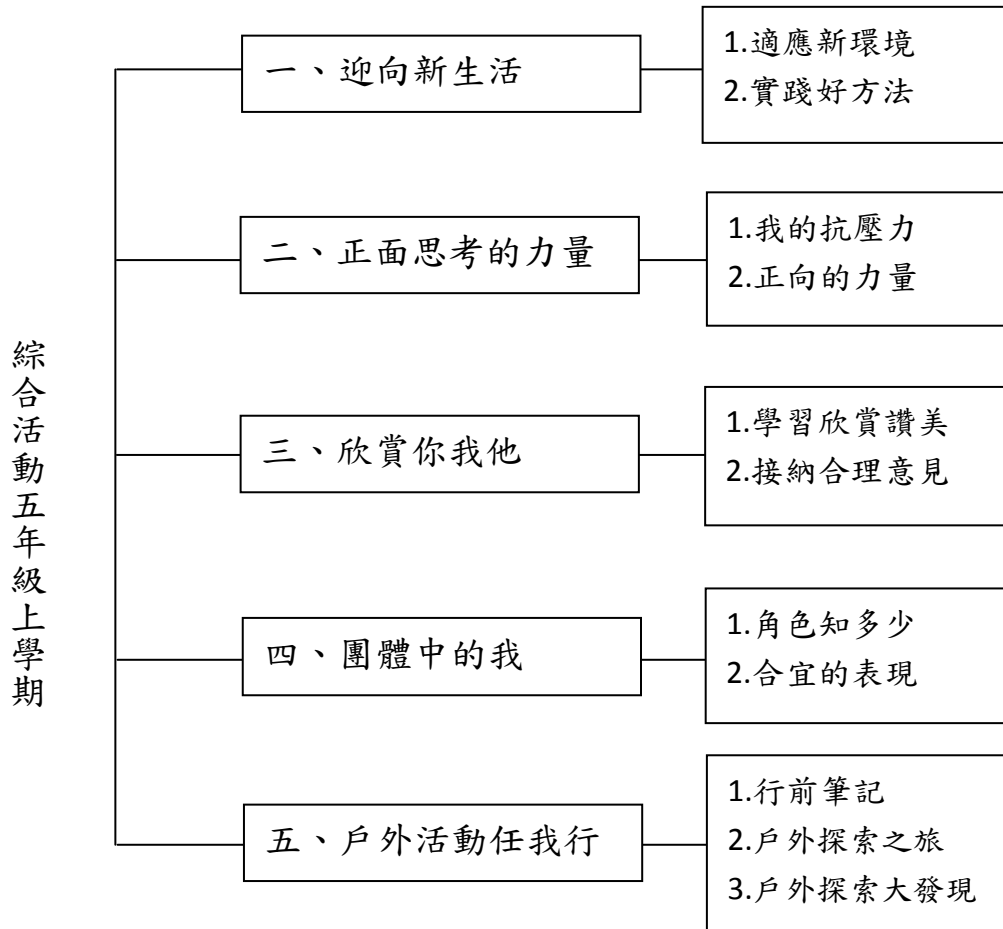 綜合活動五年級上學期
一、迎向新生活
1.適應新環境
2.實踐好方法
二、正面思考的力量
1.我的抗壓力
2.正向的力量
三、欣賞你我他
1.學習欣賞讚美
2.接納合理意見
四、團體中的我
1.角色知多少
2.合宜的表現
五、戶外活動任我行
1.行前筆記
2.戶外探索之旅
3.戶外探索大發現